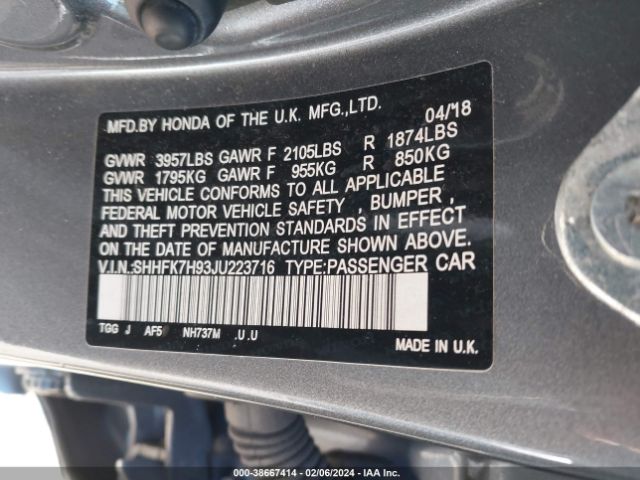 MFD.BY HONDA OF THE U.K. MFG.,LTD. 04/'18
GVWR 3957LBS GAWR F 2105LBS R 1874LBS
GVWR 1795KG GAWR F 955KG R 850KG
THIS VEHICLE CONFORMS TO ALL APPLICABLE
FEDERAL MOTOR VEHICLE SAFETY , BUMPER ,
AND THEFT PREVENTION STANDARDS IN EFFECT
ON THE DATE OF MANUFACTURE SHOWN ABOVE.
V.I.N.:SHHFK7H93JU223716 TYPE:PASSENGER CAR
TGG J NH737M .U .U
MADE IN U.K.
000-38667414 - 02/06/2024 - IAA Inc.